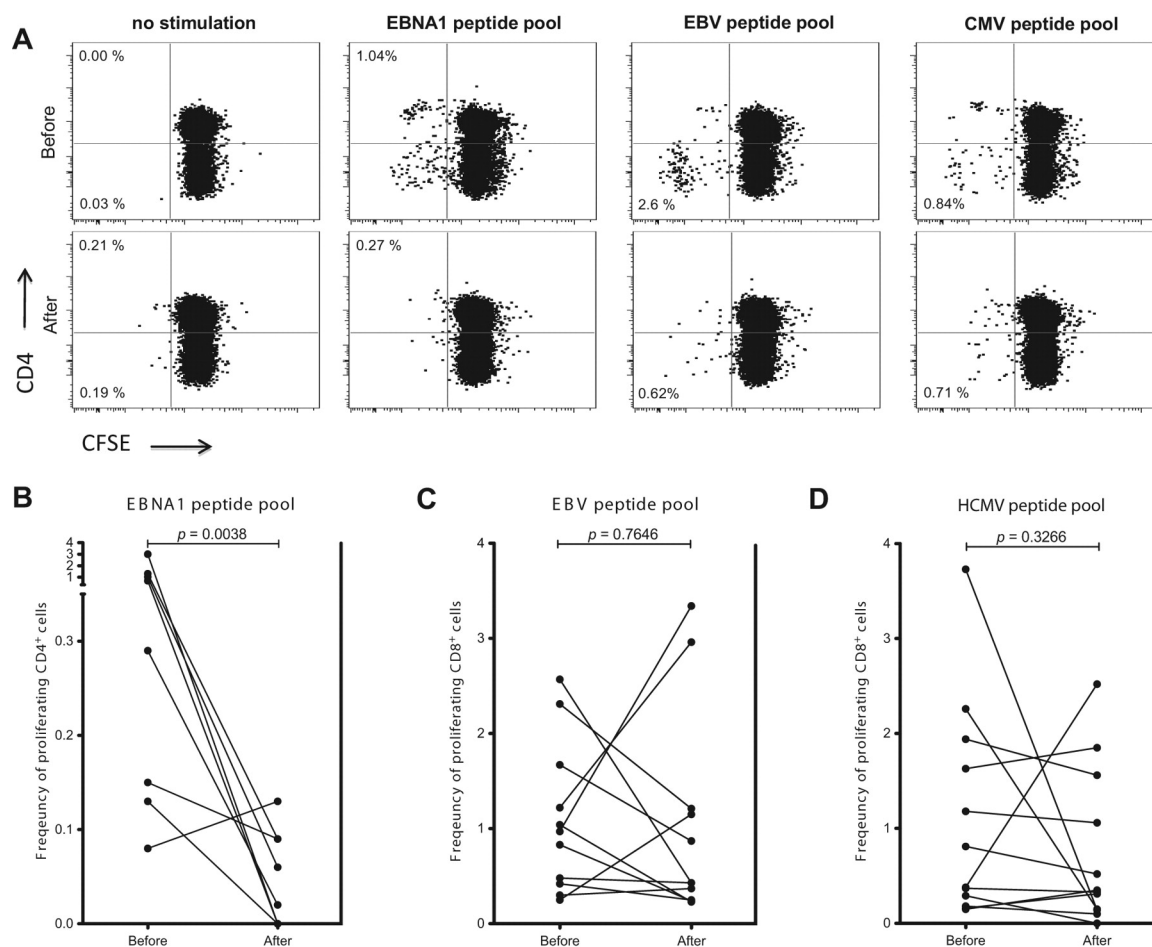 A
no stimulation
EBNA1 peptide pool
EBV peptide pool
CMV peptide pool
Before
0.00 %
1.04%
0.03 %
2.6 %
0.84%
After
0.21 %
0.27 %
0.19 %
0.62%
0.71 %
CD4
CFSE
B
EBNA1 peptide pool
p = 0.0038
Freqeuncy of proliferating CD4+ cells
4
3
2
1
0.3
0.2
0.1
0.0
Before After
C
EBV peptide pool
p = 0.7646
Frequency of proliferating CD8+ cells
4
3
2
1
0
Before After
D
HCMV peptide pool
p = 0.3266
Frequency of proliferating CD8+ cells
4
3
2
1
0
Before After